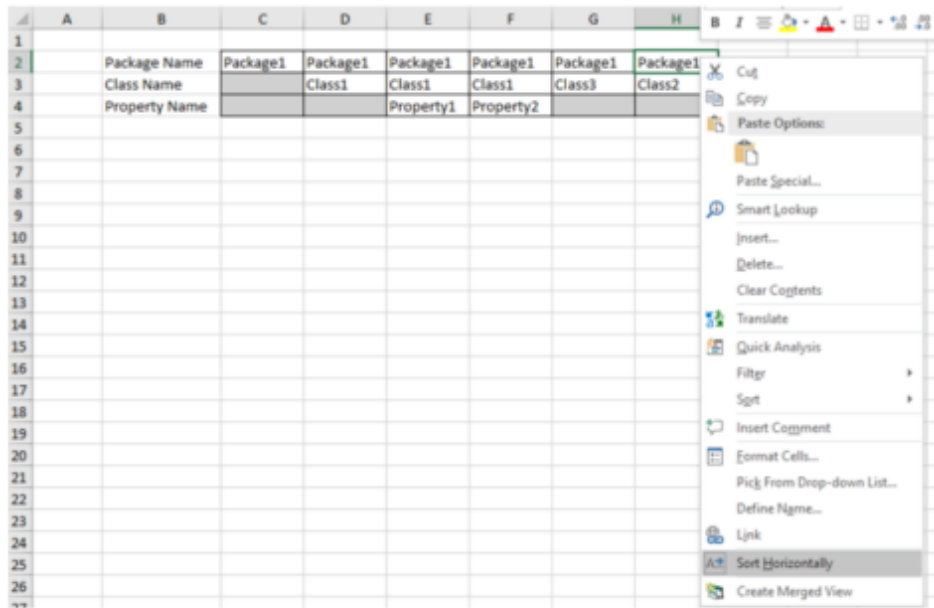 A B C D E F G H
B I A
1
2 Package Name Package1 Package1 Package1 Package1 Package1 Package1
3 Class Name Class1 Class1 Class1 Class3 Class2
4 Property Name Property1 Property2
5
6
7
8
9
10
11
12
13
14
15
16
17
18
19
20
21
22
23
24
25
26
27
Cut
Copy
Paste Options:
Paste Special...
Smart Lookup
Insert...
Delete...
Clear Contents
Translate
Quick Analysis
Filter
Sort
Insert Comment
Format Cells...
Pick From Drop-down List...
Define Name...
Link
Sort Horizontally
Create Merged View